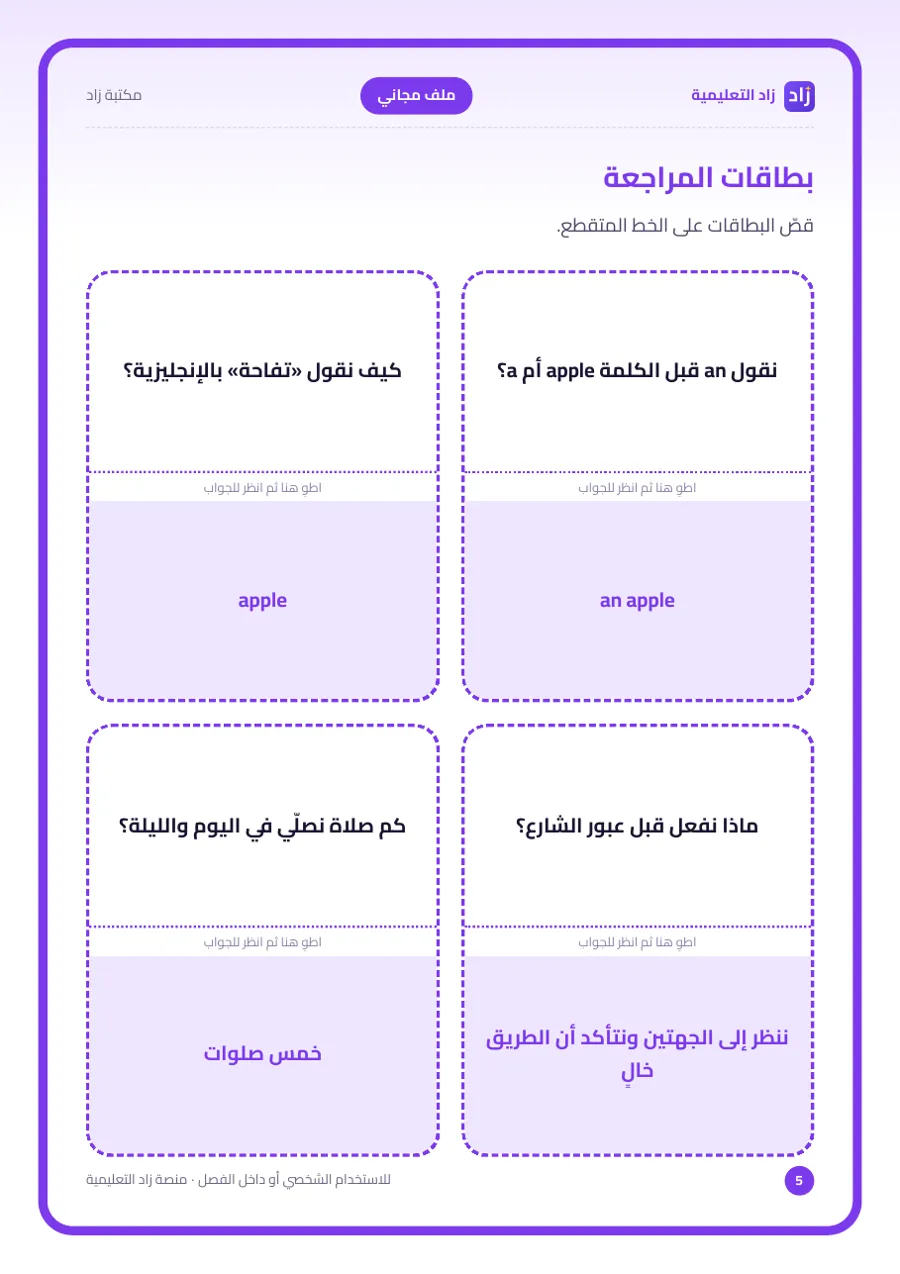 زاد
زاد التعليمية
ملف مجاني
مكتبة زاد
بطاقات المراجعة
قصّ البطاقات على الخط المتقطع.
نقول an قبل الكلمة apple أم a؟
اطوِ هنا ثم انظر للجواب
an apple
كيف نقول «تفاحة» بالإنجليزية؟
اطوِ هنا ثم انظر للجواب
apple
ماذا نفعل قبل عبور الشارع؟
اطوِ هنا ثم انظر للجواب
ننظر إلى الجهتين ونتأكد أن الطريق
خالٍ
كم صلاة نصلّي في اليوم والليلة؟
اطوِ هنا ثم انظر للجواب
خمس صلوات
5
للاستخدام الشخصي أو داخل الفصل · منصة زاد التعليمية